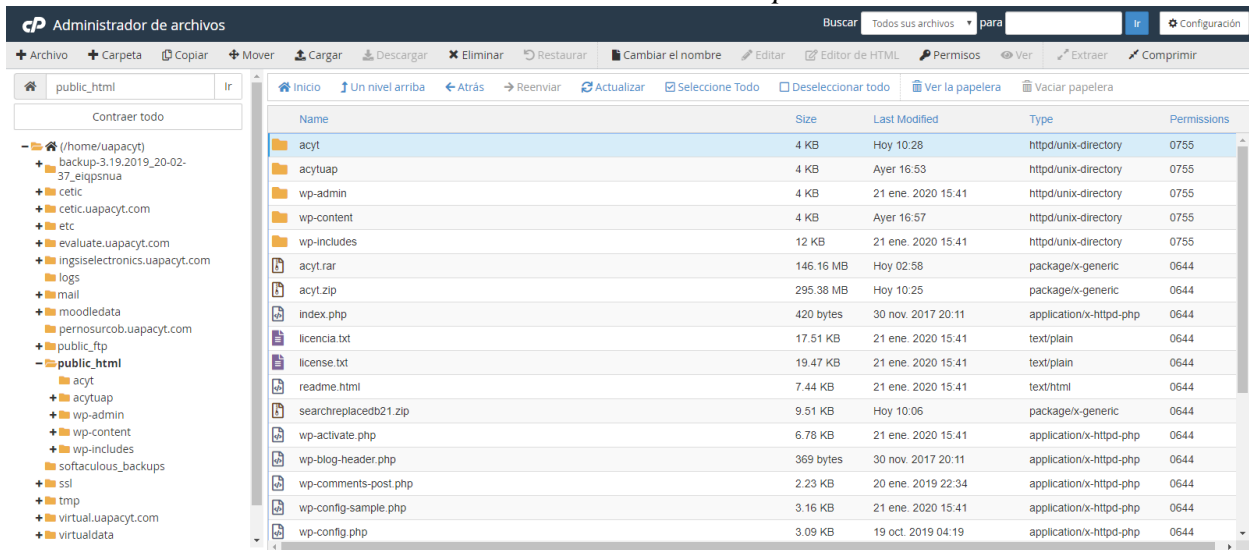 cP Administrador de archivos Buscar Todos sus archivos para Ir Configuración
Archivo Carpeta Copiar Mover Cargar Descargar Eliminar Restaurar Cambiar el nombre Editar Editor de HTML Permisos Ver Extraer Comprimir
public_html Ir
Inicio Un nivel arriba Atrás Reenviar Actualizar Seleccione Todo Deseleccionar todo Ver la papelera Vaciar papelera
Contraer todo
(/home/uapacyt)
backup-3.19.2019_20-02-
37_eiqpsnua
cetic
cetic.uapacyt.com
etc
evaluate.uapacyt.com
ingsiselectronics.uapacyt.com
logs
mail
moodledata
pernosurcob.uapacyt.com
public_ftp
public_html
acyt
acytuap
wp-admin
wp-content
wp-includes
softaculous_backups
ssl
tmp
virtual.uapacyt.com
virtualdata
Name Size Last Modified Type Permissions
acyt 4 KB Hoy 10:28 httpd/unix-directory 0755
acytuap 4 KB Ayer 16:53 httpd/unix-directory 0755
wp-admin 4 KB 21 ene. 2020 15:41 httpd/unix-directory 0755
wp-content 4 KB Ayer 16:57 httpd/unix-directory 0755
wp-includes 12 KB 21 ene. 2020 15:41 httpd/unix-directory 0755
acyt.rar 146.16 MB Hoy 02:58 package/x-generic 0644
acyt.zip 295.38 MB Hoy 10:25 package/x-generic 0644
index.php 420 bytes 30 nov. 2017 20:11 application/x-httpd-php 0644
licencia.txt 17.51 KB 21 ene. 2020 15:41 text/plain 0644
license.txt 19.47 KB 21 ene. 2020 15:41 text/plain 0644
readme.html 7.44 KB 21 ene. 2020 15:41 text/html 0644
searchreplacedb21.zip 9.51 KB Hoy 10:06 package/x-generic 0644
wp-activate.php 6.78 KB 21 ene. 2020 15:41 application/x-httpd-php 0644
wp-blog-header.php 369 bytes 30 nov. 2017 20:11 application/x-httpd-php 0644
wp-comments-post.php 2.23 KB 20 ene. 2019 22:34 application/x-httpd-php 0644
wp-config-sample.php 3.16 KB 21 ene. 2020 15:41 application/x-httpd-php 0644
wp-config.php 3.09 KB 19 oct. 2019 04:19 application/x-httpd-php 0644